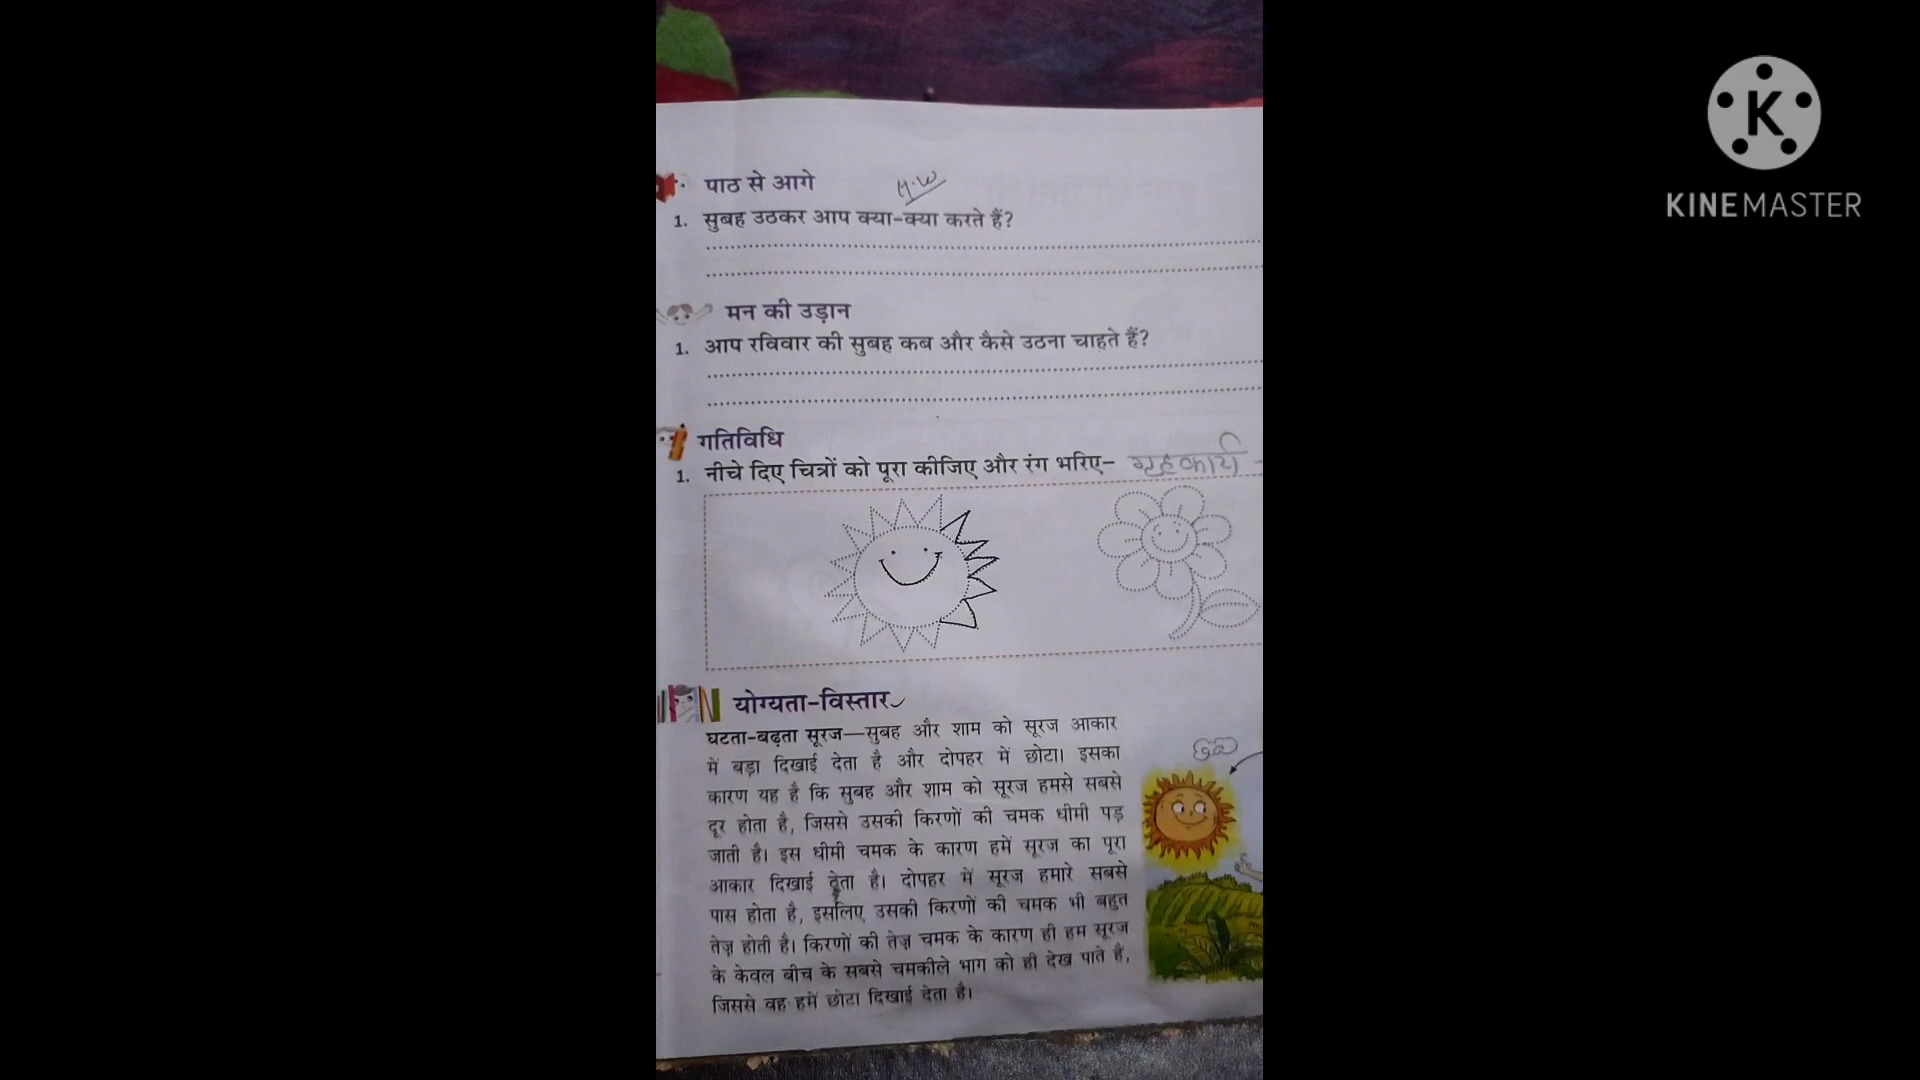 पाठ से आगे H.W
1. सुबह उठकर आप क्या-क्या करते हैं?
मन की उड़ान
1. आप रविवार की सुबह कब और कैसे उठना चाहते हैं?
गतिविधि
1. नीचे दिए चित्रों को पूरा कीजिए और रंग भरिए- गृहकार्य
योग्यता-विस्तार
घटता-बढ़ता सूरज—सुबह और शाम को सूरज आकार
में बड़ा दिखाई देता है और दोपहर में छोटा। इसका
कारण यह है कि सुबह और शाम को सूरज हमसे सबसे
दूर होता है, जिससे उसकी किरणों की चमक धीमी पड़
जाती है। इस धीमी चमक के कारण हमें सूरज का पूरा
आकार दिखाई देता है। दोपहर में सूरज हमारे सबसे
पास होता है, इसलिए उसकी किरणों की चमक भी बहुत
तेज़ होती है। किरणों की तेज़ चमक के कारण ही हम सूरज
के केवल बीच के सबसे चमकीले भाग को ही देख पाते हैं,
जिससे वह हमें छोटा दिखाई देता है।
K
KINEMASTER